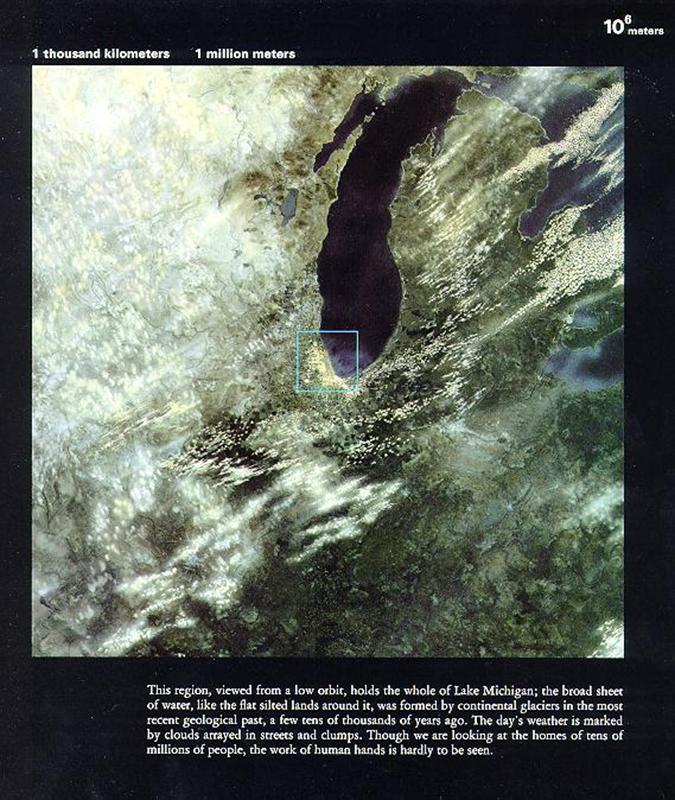 10⁶ meters
1 thousand kilometers 1 million meters
This region, viewed from a low orbit, holds the whole of Lake Michigan; the broad sheet
of water, like the flat silted lands around it, was formed by continental glaciers in the most
recent geological past, a few tens of thousands of years ago. The day's weather is marked
by clouds arrayed in streets and clumps. Though we are looking at the homes of tens of
millions of people, the work of human hands is hardly to be seen.